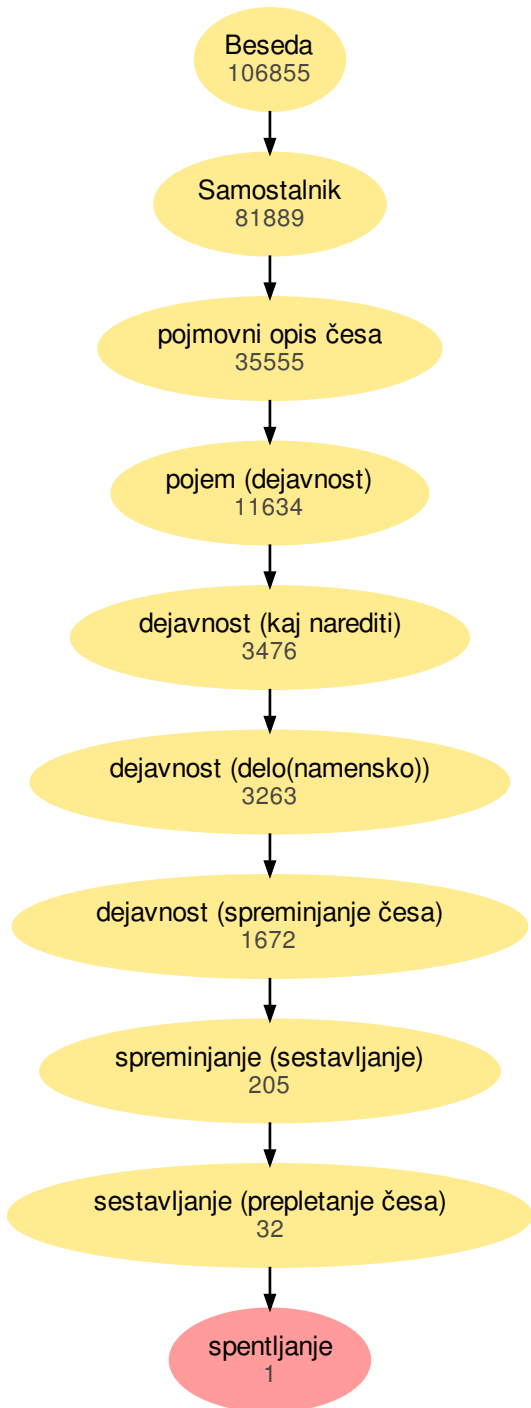 Beseda
106855
Samostalnik
81889
pojmovni opis česa
35555
pojem (dejavnost)
11634
dejavnost (kaj narediti)
3476
dejavnost (delo(namensko))
3263
dejavnost (spreminjanje česa)
1672
spreminjanje (sestavljanje)
205
sestavljanje (prepletanje česa)
32
spentljanje
1